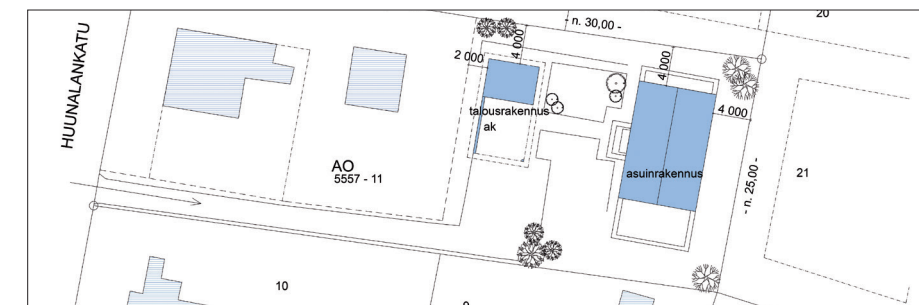 20
- n. 30,00 -
HUUNALANKATU
4 000
2 000
4 000
4 000
talousrakennus
ak
AO
5557 - 11
asuinrakennus
- n. 25,00 -
21
10